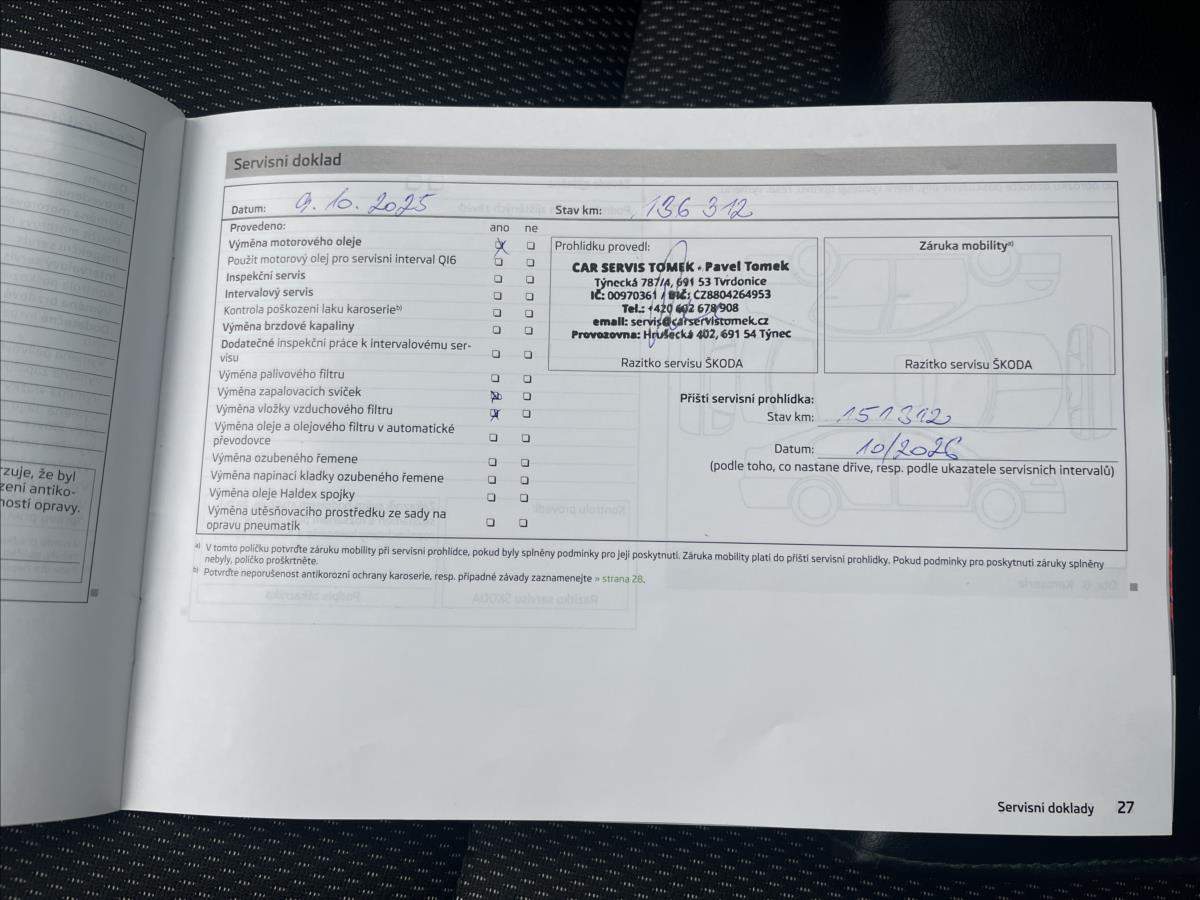 Servisní doklad
Datum: 9. 10. 2025 Stav km: 136 312
Provedeno: ano ne
Výměna motorového oleje
Použit motorový olej pro servisní interval QI6
Inspekční servis
Intervalový servis
Kontrola poškození laku karoserie b)
Výměna brzdové kapaliny
Dodatečné inspekční práce k intervalovému ser-
visu
Výměna palivového filtru
Výměna zapalovacích svíček
Výměna vložky vzduchového filtru
Výměna oleje a olejového filtru v automatické
převodovce
Výměna ozubeného řemene
Výměna napínací kladky ozubeného řemene
Výměna oleje Haldex spojky
Výměna utěsňovacího prostředku ze sady na
opravu pneumatik
Prohlídku provedl:
CAR SERVIS TOMEK - Pavel Tomek
Týnecká 787/4, 691 53 Tvrdonice
IČ: 00970361 / DIČ: CZ8804264953
Tel.: +420 602 678 908
email: servis@carservistomek.cz
Provozovna: Hrušecká 402, 691 54 Týnec
Razítko servisu ŠKODA
Záruka mobility a)
Razítko servisu ŠKODA
Příští servisní prohlídka:
Stav km: 151 312
Datum: 10/2026
(podle toho, co nastane dříve, resp. podle ukazatele servisních intervalů)
a) V tomto políčku potvrďte záruku mobility při servisní prohlídce, pokud byly splněny podmínky pro její poskytnutí. Záruka mobility platí do příští servisní prohlídky. Pokud podmínky pro poskytnutí záruky splněny
nebyly, políčko proškrtněte.
b) Potvrďte neporušenost antikorozní ochrany karoserie, resp. případné závady zaznamenejte » strana 28.
rzuje, že byl
zení antiko-
nosti opravy.
Servisní doklady 27